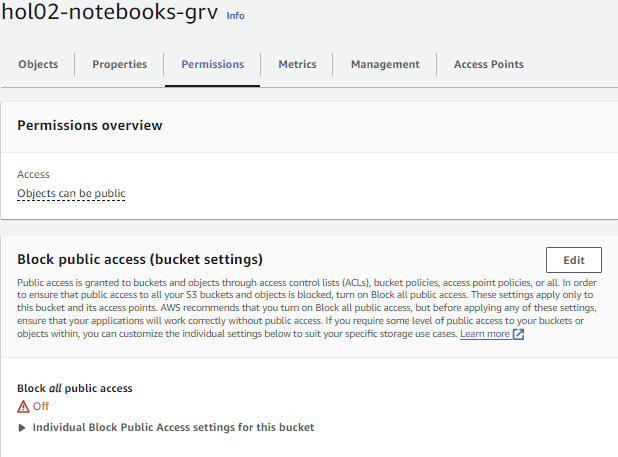 hol02-notebooks-grv Info
Objects Properties Permissions Metrics Management Access Points
Permissions overview
Access
Objects can be public
Block public access (bucket settings) Edit
Public access is granted to buckets and objects through access control lists (ACLs), bucket policies, access point policies, or all. In order
to ensure that public access to all your S3 buckets and objects is blocked, turn on Block all public access. These settings apply only to
this bucket and its access points. AWS recommends that you turn on Block all public access, but before applying any of these settings,
ensure that your applications will work correctly without public access. If you require some level of public access to your buckets or
objects within, you can customize the individual settings below to suit your specific storage use cases. Learn more
Block all public access
Off
Individual Block Public Access settings for this bucket